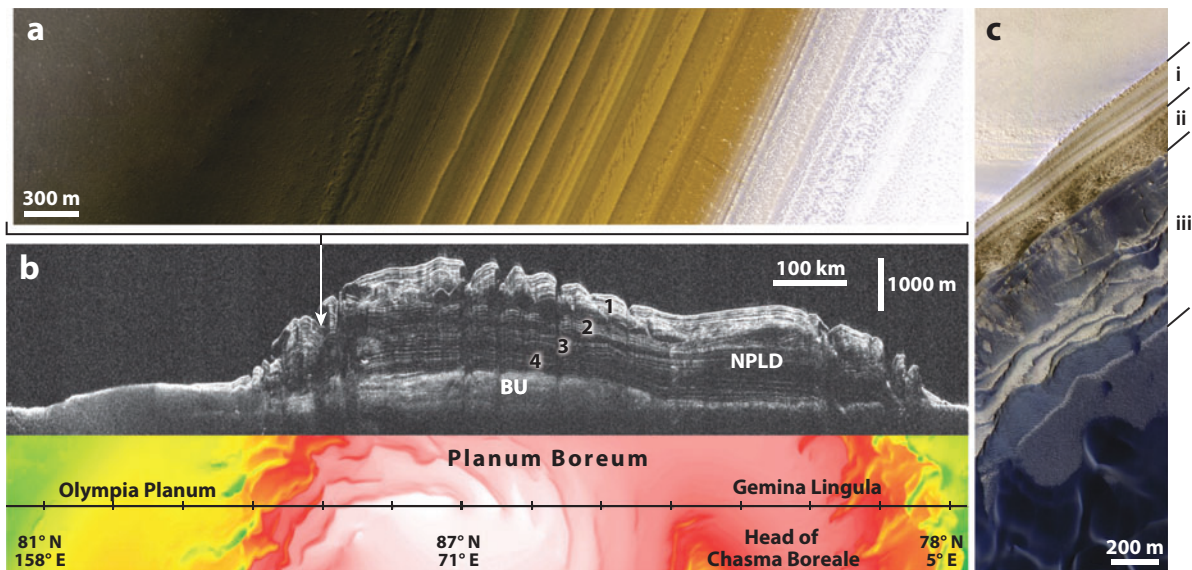 a
300 m
b
100 km
1000 m
1
2
3
4
NPLD
BU
Planum Boreum
Olympia Planum
Gemina Lingula
81° N
158° E
87° N
71° E
Head of
Chasma Boreale
78° N
5° E
c
i
ii
iii
200 m